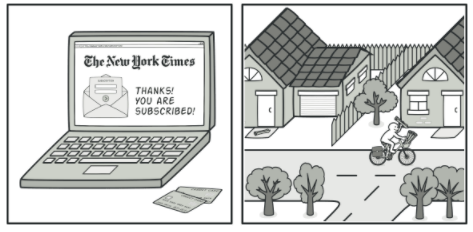 The New York Times
THANKS!
YOU ARE
SUBSCRIBED!